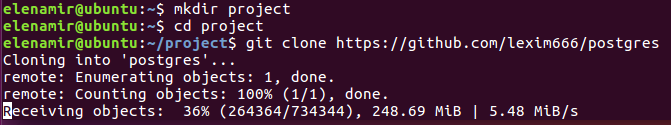 elenamir@ubuntu:~$ mkdir project
elenamir@ubuntu:~$ cd project
elenamir@ubuntu:~/project$ git clone https://github.com/lexim666/postgres
Cloning into 'postgres'...
remote: Enumerating objects: 1, done.
remote: Counting objects: 100% (1/1), done.
Receiving objects:  36% (264364/734344), 248.69 MiB | 5.48 MiB/s